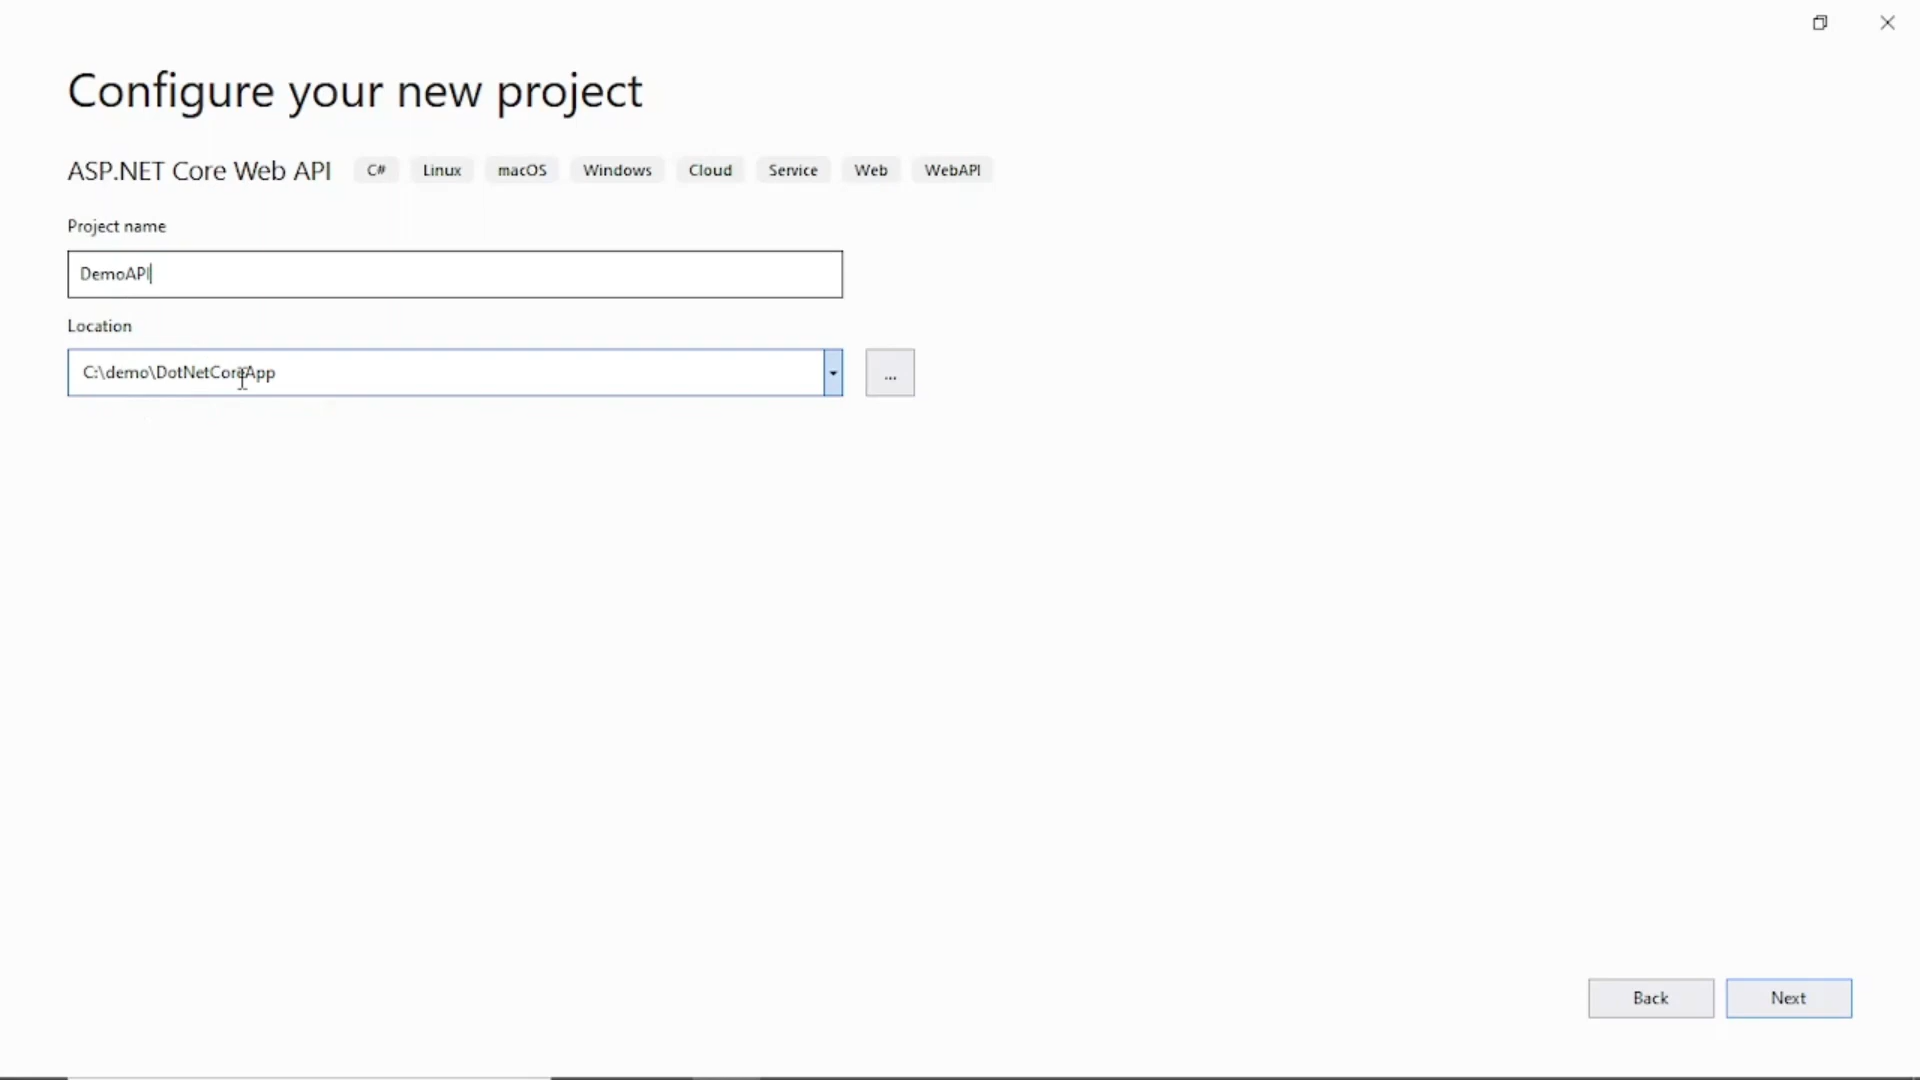 Configure your new project
ASP.NET Core Web API C# Linux macOS Windows Cloud Service Web WebAPI
Project name
DemoAPI
Location
C:\demo\DotNetCoreApp
...
Back Next